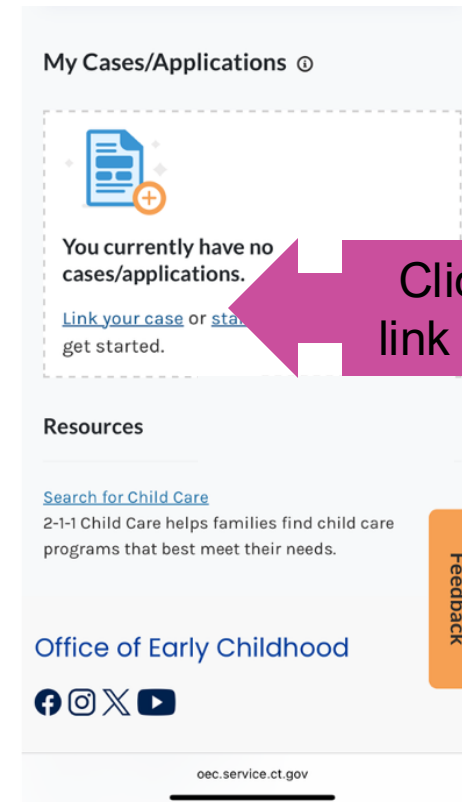 My Cases/Applications
You currently have no
cases/applications.
Link your case or
get started.
link
Resources
Search for Child Care
2-1-1 Child Care helps families find child care
programs that best meet their needs.
Feedback
Office of Early Childhood
oec.service.ct.gov